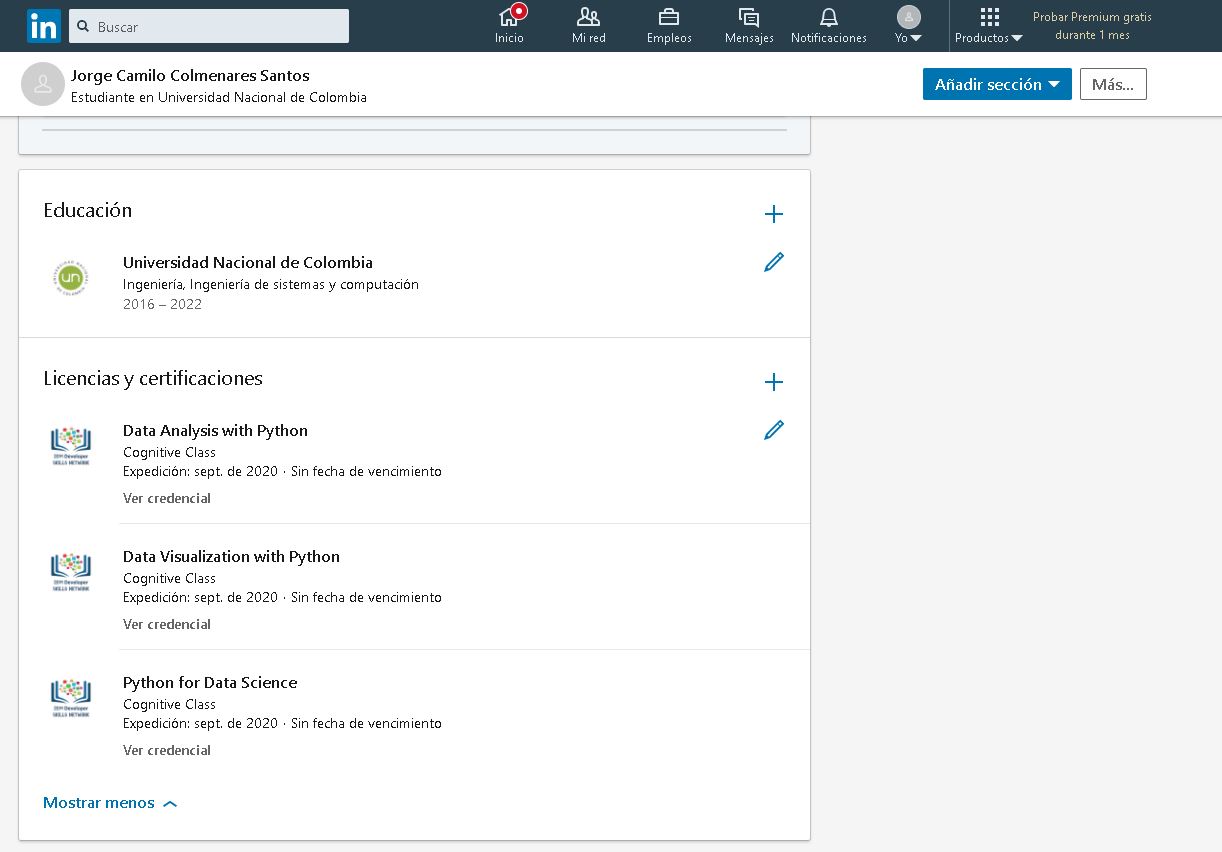 in
Buscar
Inicio
Mi red
Empleos
Mensajes
Notificaciones
Yo
Productos
Probar Premium gratis
durante 1 mes
Jorge Camilo Colmenares Santos
Estudiante en Universidad Nacional de Colombia
Añadir sección
Más...
Educación
un
Universidad Nacional de Colombia
Ingeniería, Ingeniería de sistemas y computación
2016 – 2022
Licencias y certificaciones
Data Analysis with Python
Cognitive Class
Expedición: sept. de 2020 · Sin fecha de vencimiento
Ver credencial
Data Visualization with Python
Cognitive Class
Expedición: sept. de 2020 · Sin fecha de vencimiento
Ver credencial
Python for Data Science
Cognitive Class
Expedición: sept. de 2020 · Sin fecha de vencimiento
Ver credencial
Mostrar menos